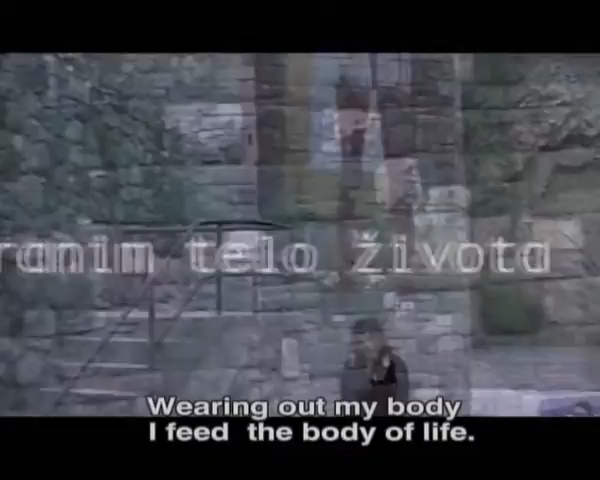 ranim telo života
Wearing out my body
I feed the body of life.